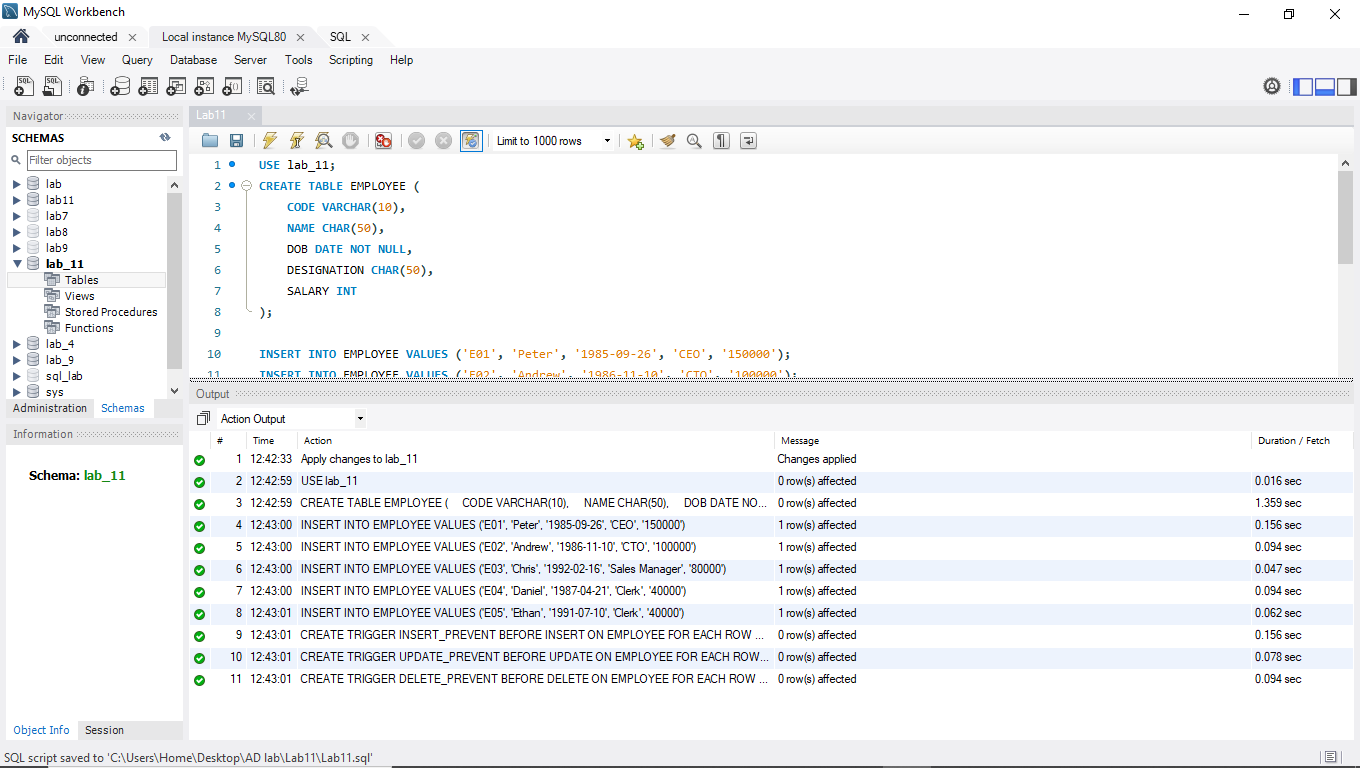 MySQL Workbench
unconnected
Local instance MySQL80
SQL
File Edit View Query Database Server Tools Scripting Help
Navigator
SCHEMAS
Filter objects
lab
lab11
lab7
lab8
lab9
lab_11
Tables
Views
Stored Procedures
Functions
lab_4
lab_9
sql_lab
sys
Administration Schemas
Information
Schema: lab_11
Object Info Session
Lab11
Limit to 1000 rows
1 USE lab_11;
2 CREATE TABLE EMPLOYEE (
3 CODE VARCHAR(10),
4 NAME CHAR(50),
5 DOB DATE NOT NULL,
6 DESIGNATION CHAR(50),
7 SALARY INT
8 );
9
10 INSERT INTO EMPLOYEE VALUES ('E01', 'Peter', '1985-09-26', 'CEO', '150000');
11 INSERT INTO EMPLOYEE VALUES ('E02', 'Andrew', '1986-11-10', 'CTO', '100000');
Output
Action Output
# Time Action Message Duration / Fetch
1 12:42:33 Apply changes to lab_11 Changes applied
2 12:42:59 USE lab_11 0 row(s) affected 0.016 sec
3 12:42:59 CREATE TABLE EMPLOYEE ( CODE VARCHAR(10), NAME CHAR(50), DOB DATE NO... 0 row(s) affected 1.359 sec
4 12:43:00 INSERT INTO EMPLOYEE VALUES ('E01', 'Peter', '1985-09-26', 'CEO', '150000') 1 row(s) affected 0.156 sec
5 12:43:00 INSERT INTO EMPLOYEE VALUES ('E02', 'Andrew', '1986-11-10', 'CTO', '100000') 1 row(s) affected 0.094 sec
6 12:43:00 INSERT INTO EMPLOYEE VALUES ('E03', 'Chris', '1992-02-16', 'Sales Manager', '80000') 1 row(s) affected 0.047 sec
7 12:43:00 INSERT INTO EMPLOYEE VALUES ('E04', 'Daniel', '1987-04-21', 'Clerk', '40000') 1 row(s) affected 0.094 sec
8 12:43:01 INSERT INTO EMPLOYEE VALUES ('E05', 'Ethan', '1991-07-10', 'Clerk', '40000') 1 row(s) affected 0.062 sec
9 12:43:01 CREATE TRIGGER INSERT_PREVENT BEFORE INSERT ON EMPLOYEE FOR EACH ROW ... 0 row(s) affected 0.156 sec
10 12:43:01 CREATE TRIGGER UPDATE_PREVENT BEFORE UPDATE ON EMPLOYEE FOR EACH ROW... 0 row(s) affected 0.078 sec
11 12:43:01 CREATE TRIGGER DELETE_PREVENT BEFORE DELETE ON EMPLOYEE FOR EACH ROW ... 0 row(s) affected 0.094 sec
SQL script saved to 'C:\Users\Home\Desktop\AD lab\Lab11\Lab11.sql'